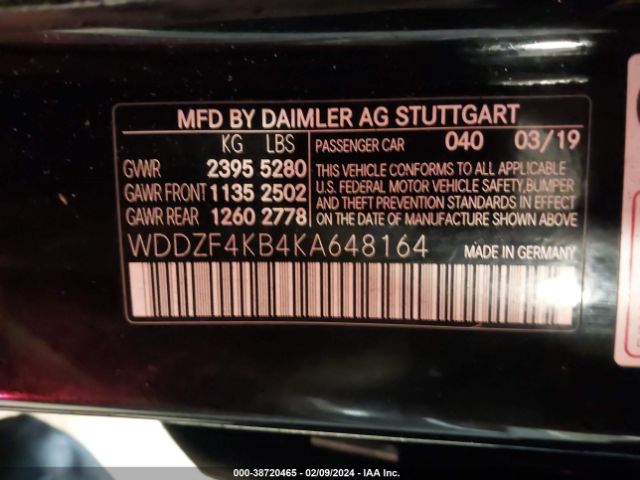 MFD BY DAIMLER AG STUTTGART
KG LBS
GVWR 2395 5280
GAWR FRONT 1135 2502
GAWR REAR 1260 2778
PASSENGER CAR 040 03/19
THIS VEHICLE CONFORMS TO ALL APPLICABLE
U.S. FEDERAL MOTOR VEHICLE SAFETY, BUMPER
AND THEFT PREVENTION STANDARDS IN EFFECT
ON THE DATE OF MANUFACTURE SHOWN ABOVE
WDDZF4KB4KA648164 MADE IN GERMANY
000-38720465 - 02/09/2024 - IAA Inc.